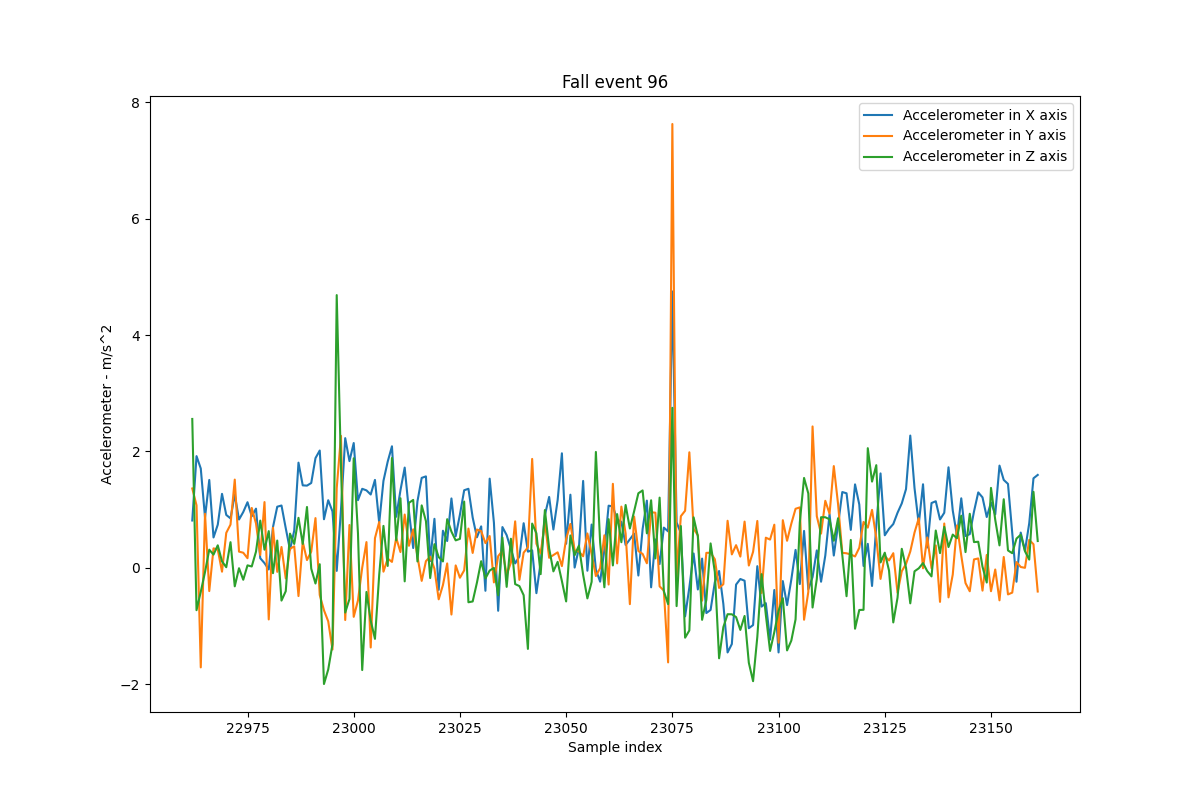 Fall event 96
Accelerometer in X axis
Accelerometer in Y axis
Accelerometer in Z axis
8
6
4
2
0
−2
Accelerometer - m/s^2
22975 23000 23025 23050 23075 23100 23125 23150
Sample index